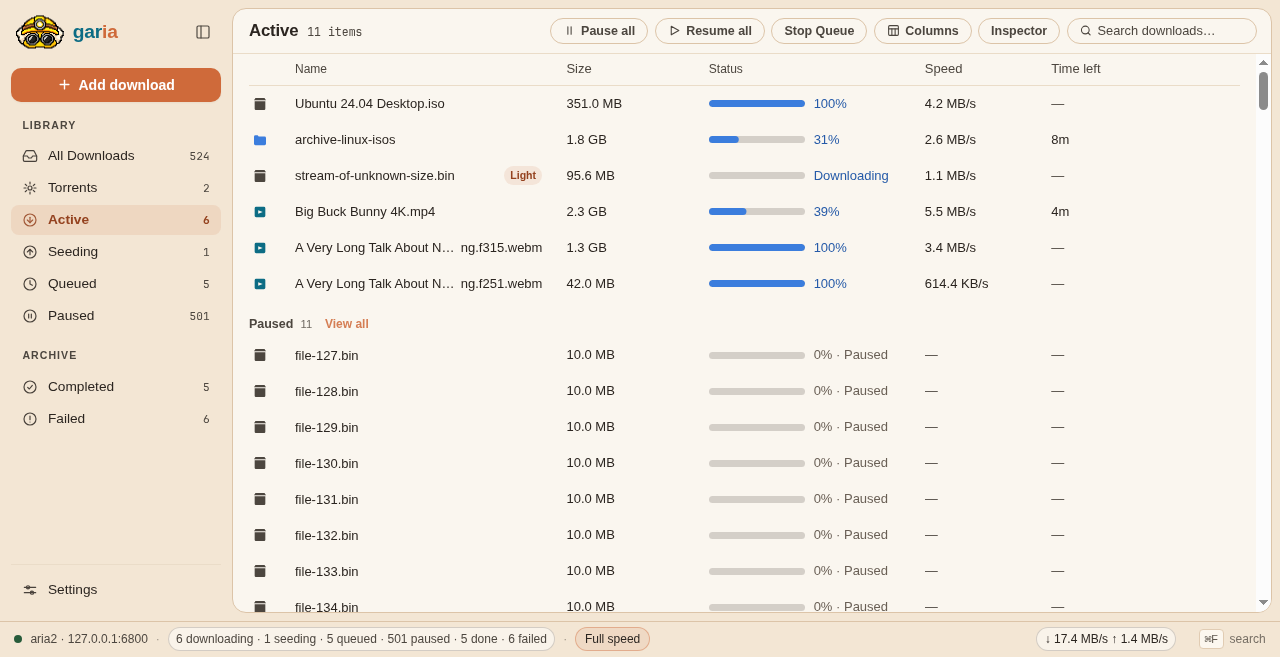 garia
Active 11 items
Pause all
Resume all
Stop Queue
Columns
Inspector
Search downloads…
Add download
LIBRARY
All Downloads 524
Torrents 2
Active 6
Seeding 1
Queued 5
Paused 501
ARCHIVE
Completed 5
Failed 6
Settings
Name Size Status Speed Time left
Ubuntu 24.04 Desktop.iso 351.0 MB 100% 4.2 MB/s —
archive-linux-isos 1.8 GB 31% 2.6 MB/s 8m
stream-of-unknown-size.bin Light 95.6 MB Downloading 1.1 MB/s —
Big Buck Bunny 4K.mp4 2.3 GB 39% 5.5 MB/s 4m
A Very Long Talk About N… ng.f315.webm 1.3 GB 100% 3.4 MB/s —
A Very Long Talk About N… ng.f251.webm 42.0 MB 100% 614.4 KB/s —
Paused 11 View all
file-127.bin 10.0 MB 0% · Paused — —
file-128.bin 10.0 MB 0% · Paused — —
file-129.bin 10.0 MB 0% · Paused — —
file-130.bin 10.0 MB 0% · Paused — —
file-131.bin 10.0 MB 0% · Paused — —
file-132.bin 10.0 MB 0% · Paused — —
file-133.bin 10.0 MB 0% · Paused — —
file-134.bin 10.0 MB 0% · Paused — —
aria2 · 127.0.0.1:6800 · 6 downloading · 1 seeding · 5 queued · 501 paused · 5 done · 6 failed · Full speed
↓ 17.4 MB/s ↑ 1.4 MB/s
⌘F search